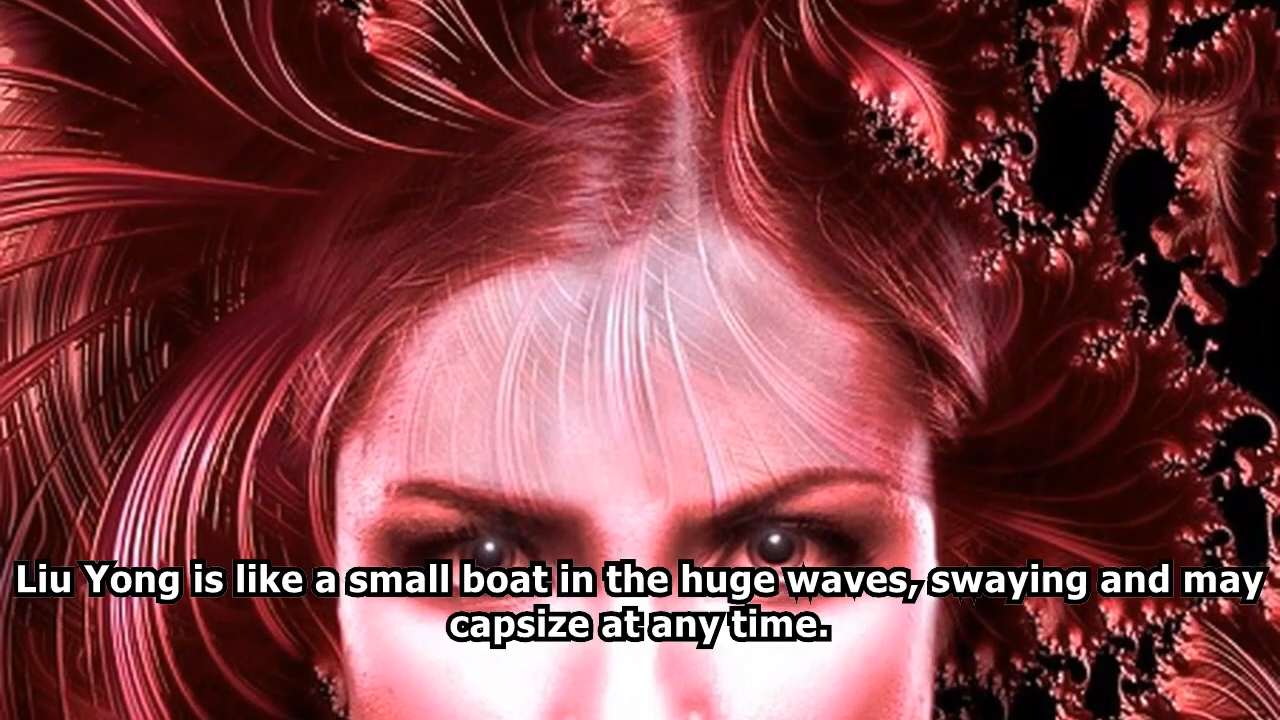 Liu Yong is like a small boat in the huge waves, swaying and may
capsize at any time.